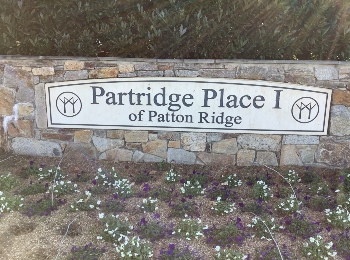 Partridge Place I
of Patton Ridge